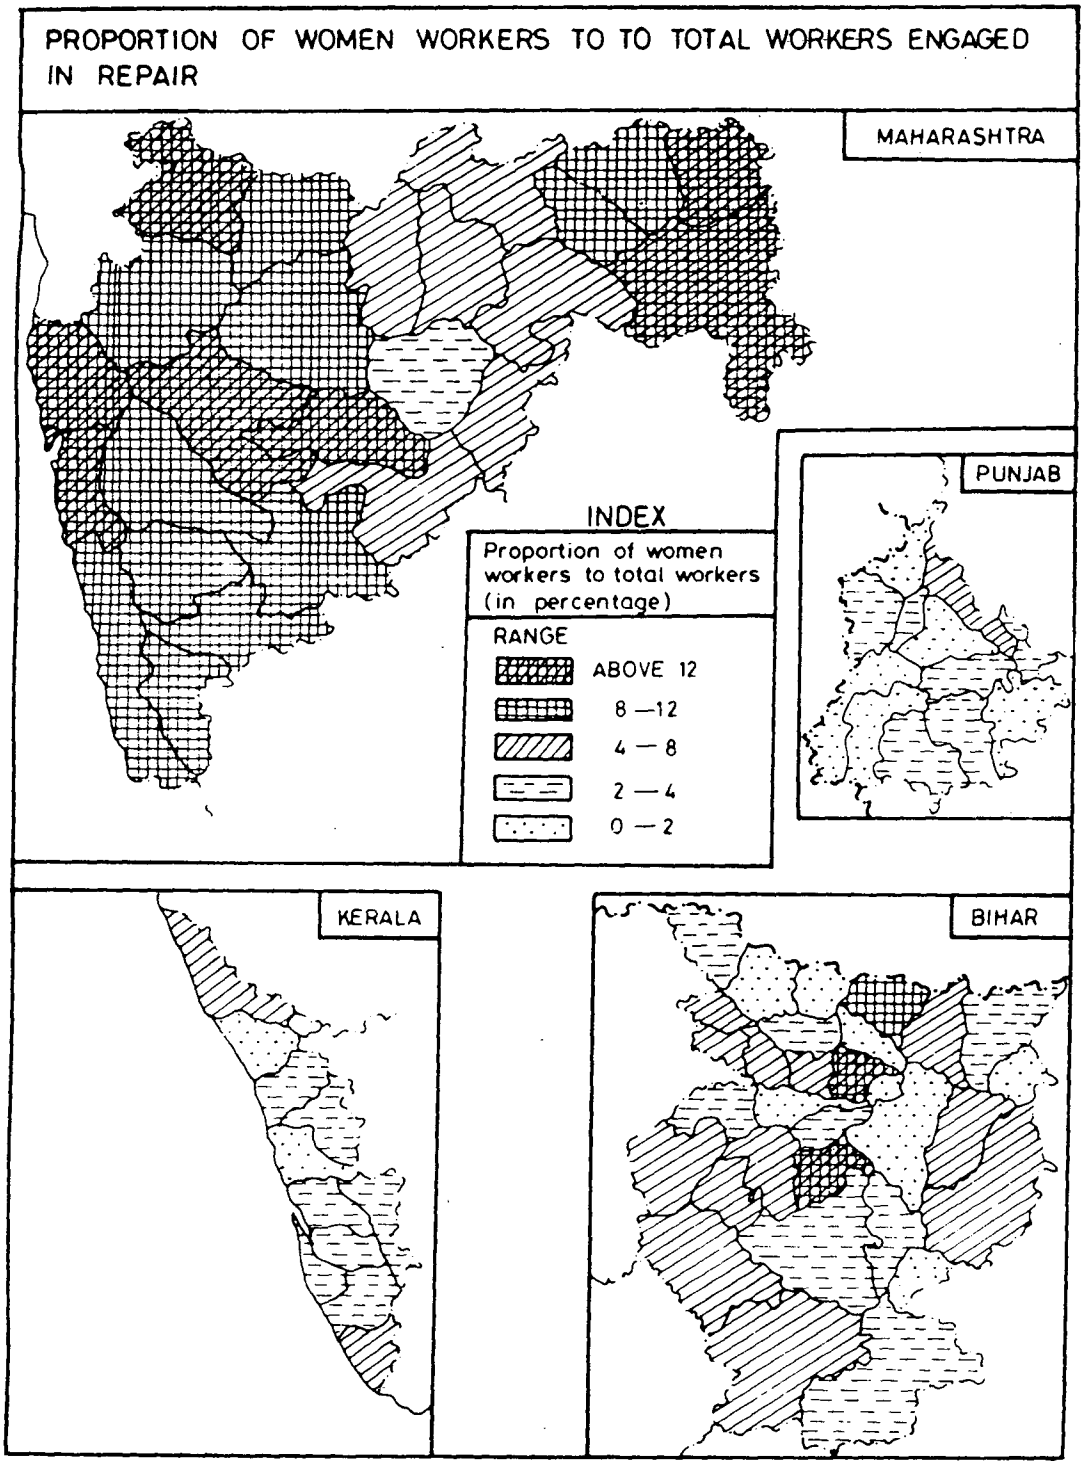 PROPORTION OF WOMEN WORKERS TO TO TOTAL WORKERS ENGAGED
IN REPAIR
MAHARASHTRA
PUNJAB
INDEX
Proportion of women
workers to total workers
(in percentage)
RANGE
ABOVE 12
8 — 12
4 — 8
2 — 4
0 — 2
KERALA
BIHAR